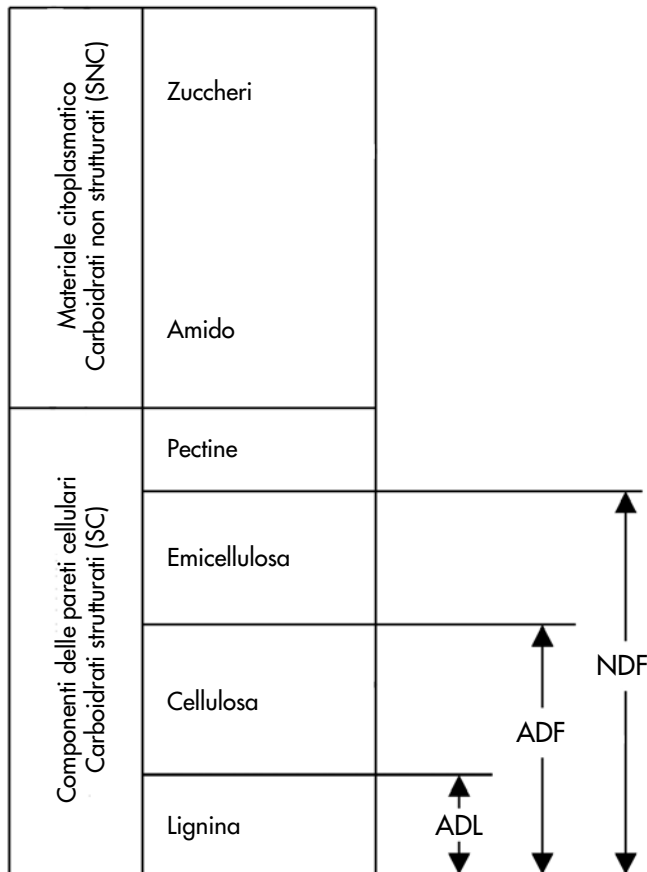 Materiale citoplasmatico
Carboidrati non strutturati (SNC)
Zuccheri
Amido
Componenti delle pareti cellulari
Carboidrati strutturati (SC)
Pectine
Emicellulosa
Cellulosa
Lignina
ADL
ADF
NDF